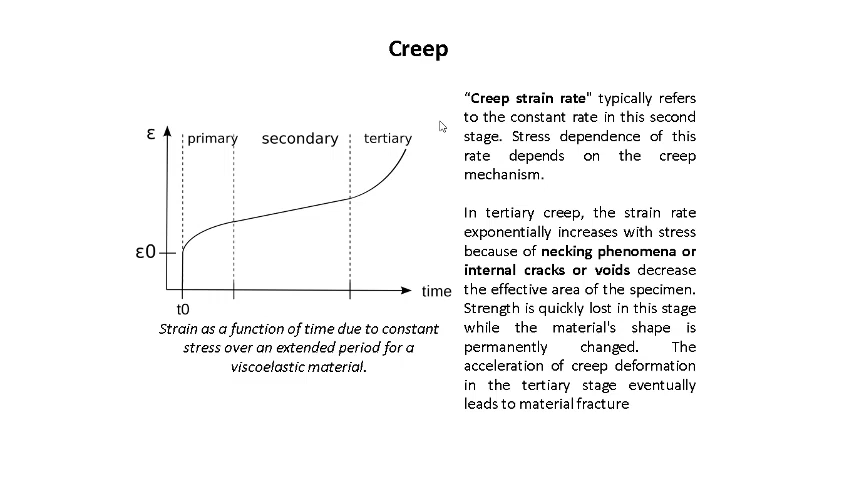 Creep
ε
primary
secondary
tertiary
ε0
time
t0
Strain as a function of time due to constant
stress over an extended period for a
viscoelastic material.
“Creep strain rate" typically refers
to the constant rate in this second
stage. Stress dependence of this
rate depends on the creep
mechanism.
In tertiary creep, the strain rate
exponentially increases with stress
because of necking phenomena or
internal cracks or voids decrease
the effective area of the specimen.
Strength is quickly lost in this stage
while the material's shape is
permanently changed. The
acceleration of creep deformation
in the tertiary stage eventually
leads to material fracture